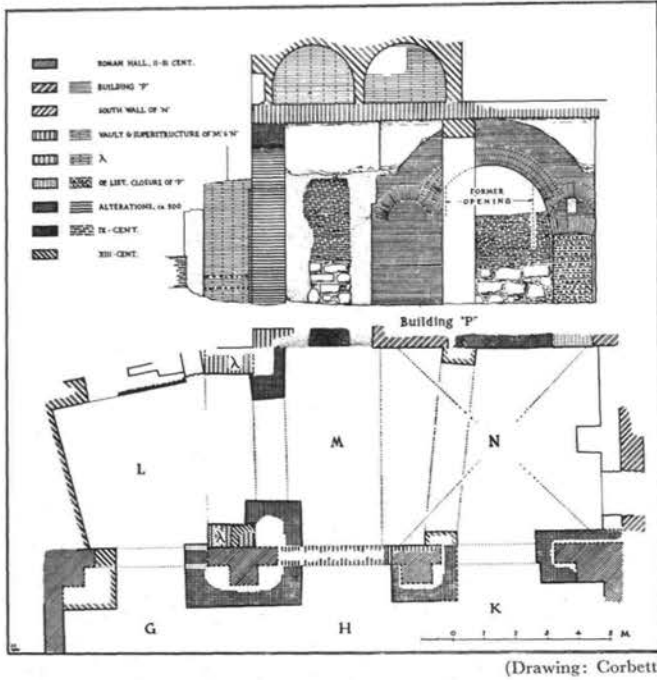 ROMAN HALL, II-III CENT.
BUILDING "P"
SOUTH WALL OF 'N'
VAULT & SUPERSTRUCTURE OF 'M' & 'N'
λ
OP. LIST. CLOSURE OF 'P'
ALTERATIONS, ca 500
IX - CENT.
XIII - CENT.
FORMER
OPENING
Building "P"
λ
L
M
N
λ
G
H
K
0 1 2 3 4 5 M
(Drawing: Corbett